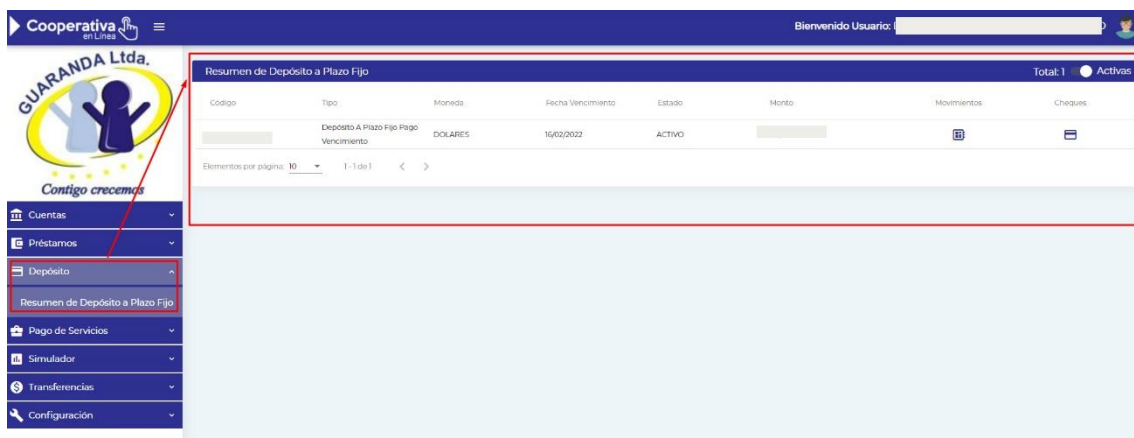 Cooperativa
en Línea
Bienvenido Usuario:
GUARANDA Ltda.
Contigo crecemos
Cuentas
Préstamos
Depósito
Resumen de Depósito a Plazo Fijo
Pago de Servicios
Simulador
Transferencias
Configuración
Resumen de Depósito a Plazo Fijo Total: 1 Activas
Código Tipo Moneda Fecha Vencimiento Estado Monto Movimientos Cheques
Depósito A Plazo Fijo Pago
Vencimiento DOLARES 16/02/2022 ACTIVO
Elementos por página: 10 1 - 1 de 1